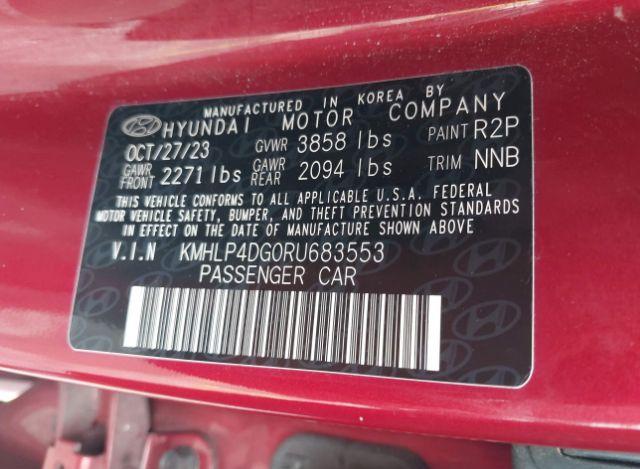 MANUFACTURED IN KOREA BY
HYUNDAI MOTOR COMPANY
OCT/27/23 GVWR 3858 lbs PAINT R2P
GAWR FRONT 2271 lbs GAWR REAR 2094 lbs TRIM NNB
THIS VEHICLE CONFORMS TO ALL APPLICABLE U.S.A. FEDERAL
MOTOR VEHICLE SAFETY, BUMPER, AND THEFT PREVENTION STANDARDS
IN EFFECT ON THE DATE OF MANUFACTURE SHOWN ABOVE
V.I.N KMHLP4DG0RU683553
PASSENGER CAR